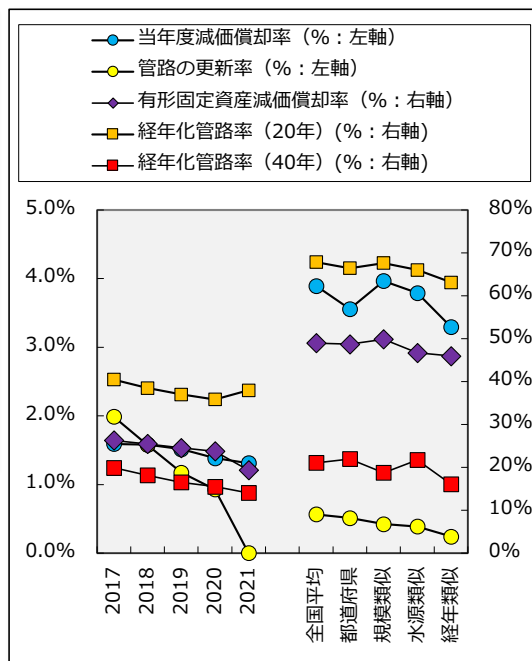 当年度減価償却率（%：左軸）
管路の更新率（%：左軸）
有形固定資産減価償却率（%：右軸）
経年化管路率（20年）(%：右軸)
経年化管路率（40年）(%：右軸)
5.0%
4.0%
3.0%
2.0%
1.0%
0.0%
80%
70%
60%
50%
40%
30%
20%
10%
0%
2017
2018
2019
2020
2021
全国平均
都道府県
規模類似
水源類似
経年類似